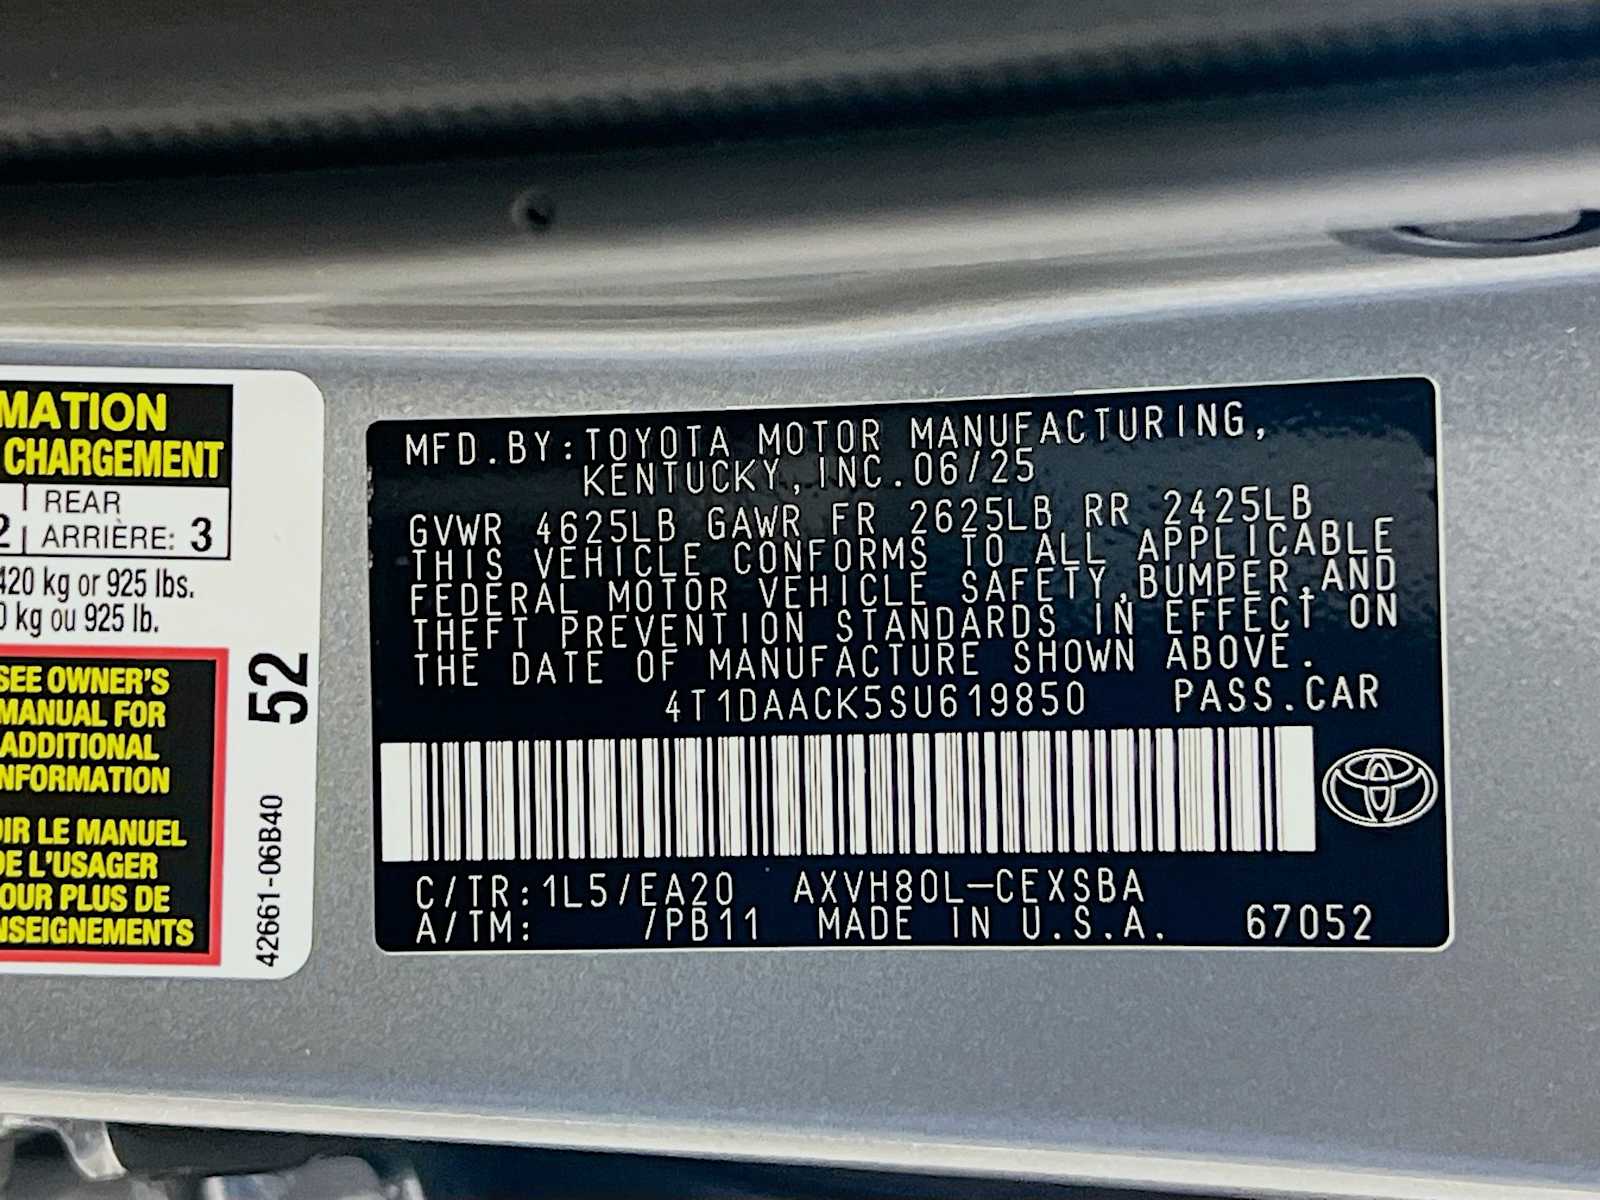 MATION
CHARGEMENT
REAR
ARRIÈRE: 3
420 kg or 925 lbs.
kg ou 925 lb.
SEE OWNER'S
MANUAL FOR
ADDITIONAL
NFORMATION
OIR LE MANUEL
DE L'USAGER
OUR PLUS DE
NSEIGNEMENTS
52
42661-06B40
MFD.BY:TOYOTA MOTOR MANUFACTURING,
KENTUCKY,INC.06/25
GVWR 4625LB GAWR FR 2625LB RR 2425LB
THIS VEHICLE CONFORMS TO ALL APPLICABLE
FEDERAL MOTOR VEHICLE SAFETY,BUMPER,AND
THEFT PREVENTION STANDARDS IN EFFECT ON
THE DATE OF MANUFACTURE SHOWN ABOVE.
4T1DAACK5SU619850 PASS.CAR
C/TR:1L5/EA20 AXVH80L-CEXSBA
A/TM: /PB11 MADE IN U.S.A. 67052